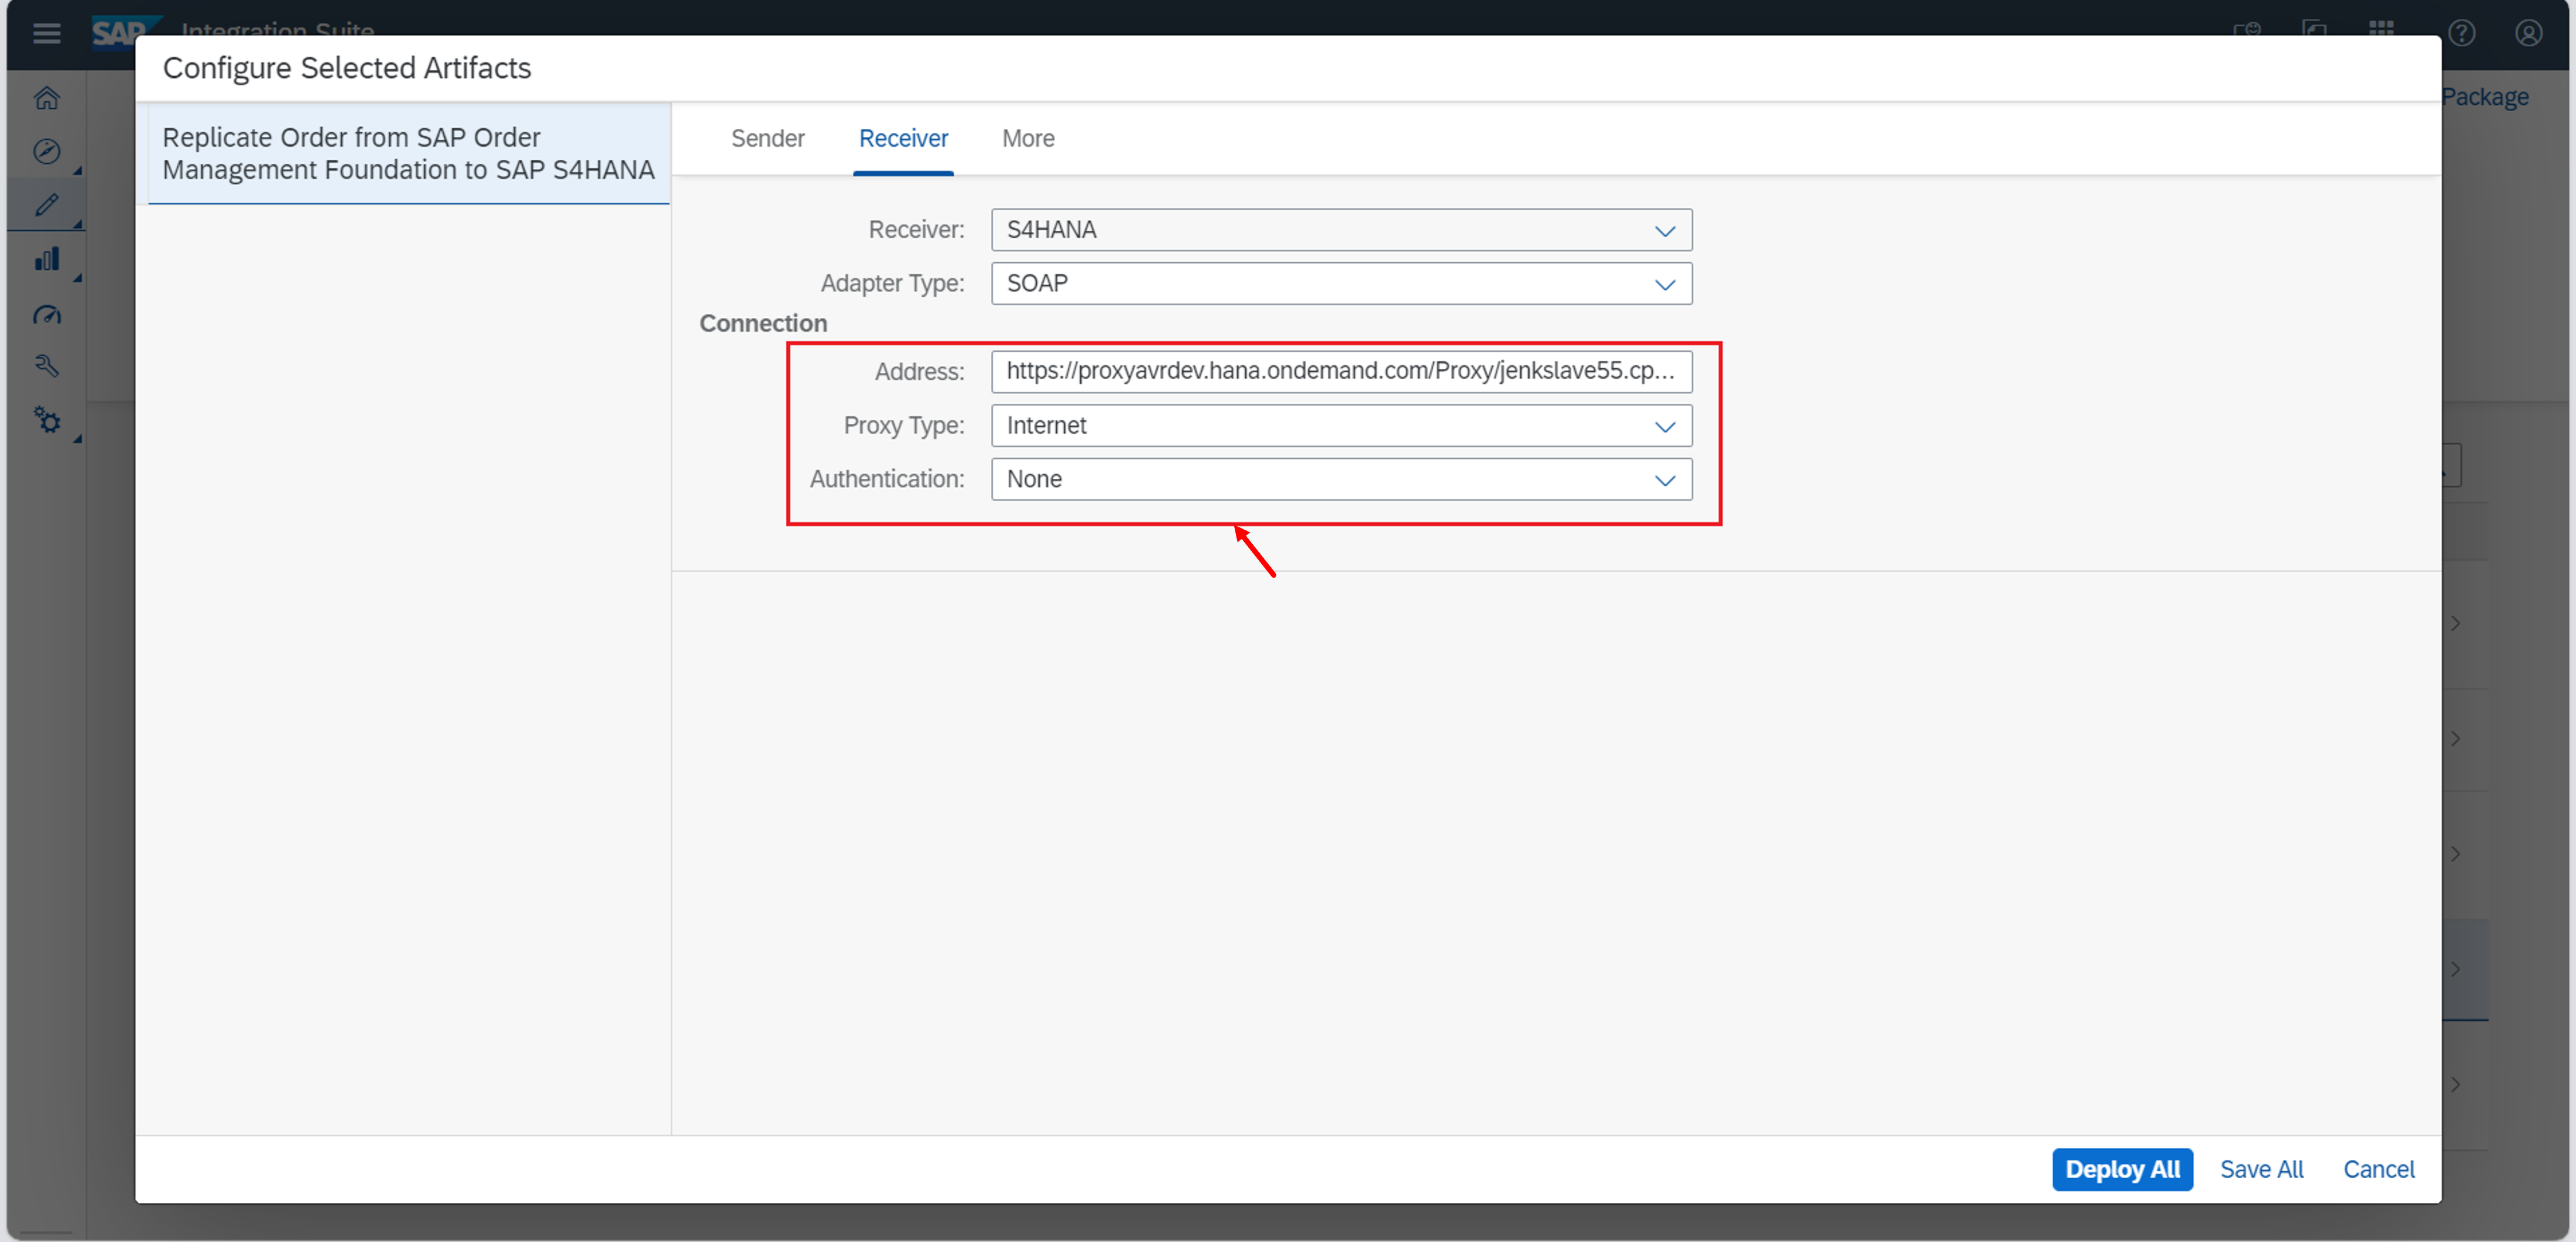 SAP Integration Suite
Configure Selected Artifacts
Package
Replicate Order from SAP Order
Management Foundation to SAP S4HANA
Sender Receiver More
Receiver: S4HANA
Adapter Type: SOAP
Connection
Address: https://proxyavrdev.hana.ondemand.com/Proxy/jenkslave55.cp...
Proxy Type: Internet
Authentication: None
Deploy All Save All Cancel